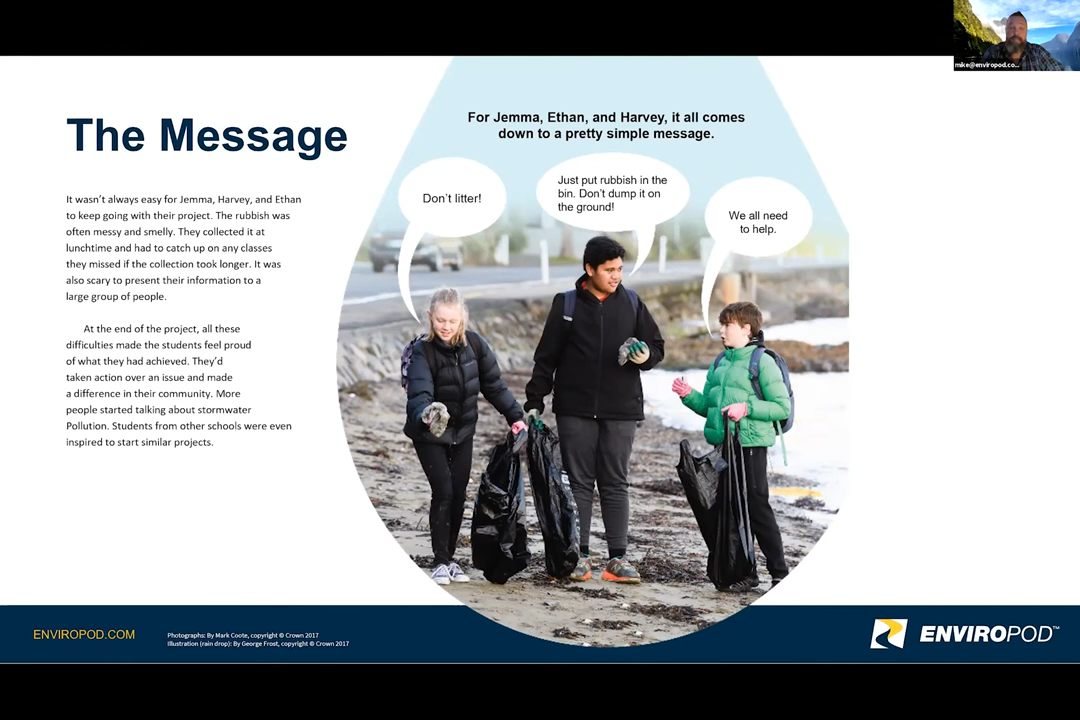 mike@enviropod.co...
The Message
It wasn't always easy for Jemma, Harvey, and Ethan
to keep going with their project. The rubbish was
often messy and smelly. They collected it at
lunchtime and had to catch up on any classes
they missed if the collection took longer. It was
also scary to present their information to a
large group of people.
At the end of the project, all these
difficulties made the students feel proud
of what they had achieved. They'd
taken action over an issue and made
a difference in their community. More
people started talking about stormwater
Pollution. Students from other schools were even
inspired to start similar projects.
For Jemma, Ethan, and Harvey, it all comes
down to a pretty simple message.
Don't litter!
Just put rubbish in the
bin. Don't dump it on
the ground!
We all need
to help.
ENVIROPOD.COM
Photographs: By Mark Coote, copyright © Crown 2017
Illustration (rain drop): By George Frost, copyright © Crown 2017
ENVIROPOD™